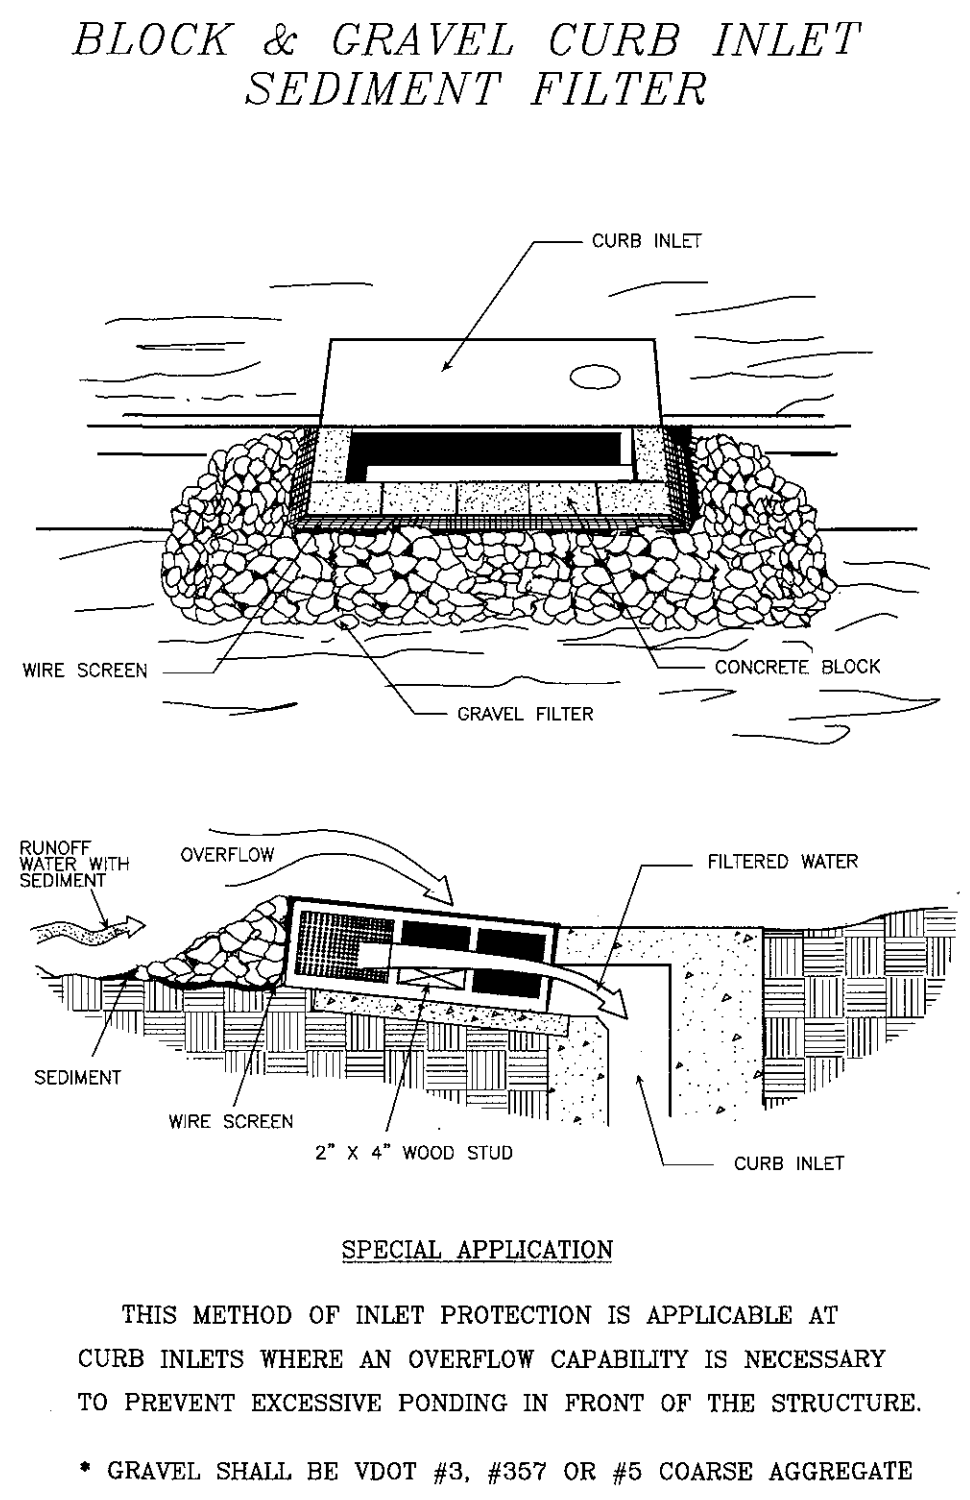 BLOCK & GRAVEL CURB INLET
SEDIMENT FILTER
CURB INLET
WIRE SCREEN
CONCRETE BLOCK
GRAVEL FILTER
RUNOFF
WATER WITH
SEDIMENT
OVERFLOW
FILTERED WATER
SEDIMENT
WIRE SCREEN
2" X 4" WOOD STUD
CURB INLET
SPECIAL APPLICATION
THIS METHOD OF INLET PROTECTION IS APPLICABLE AT
CURB INLETS WHERE AN OVERFLOW CAPABILITY IS NECESSARY
TO PREVENT EXCESSIVE PONDING IN FRONT OF THE STRUCTURE.
* GRAVEL SHALL BE VDOT #3, #357 OR #5 COARSE AGGREGATE